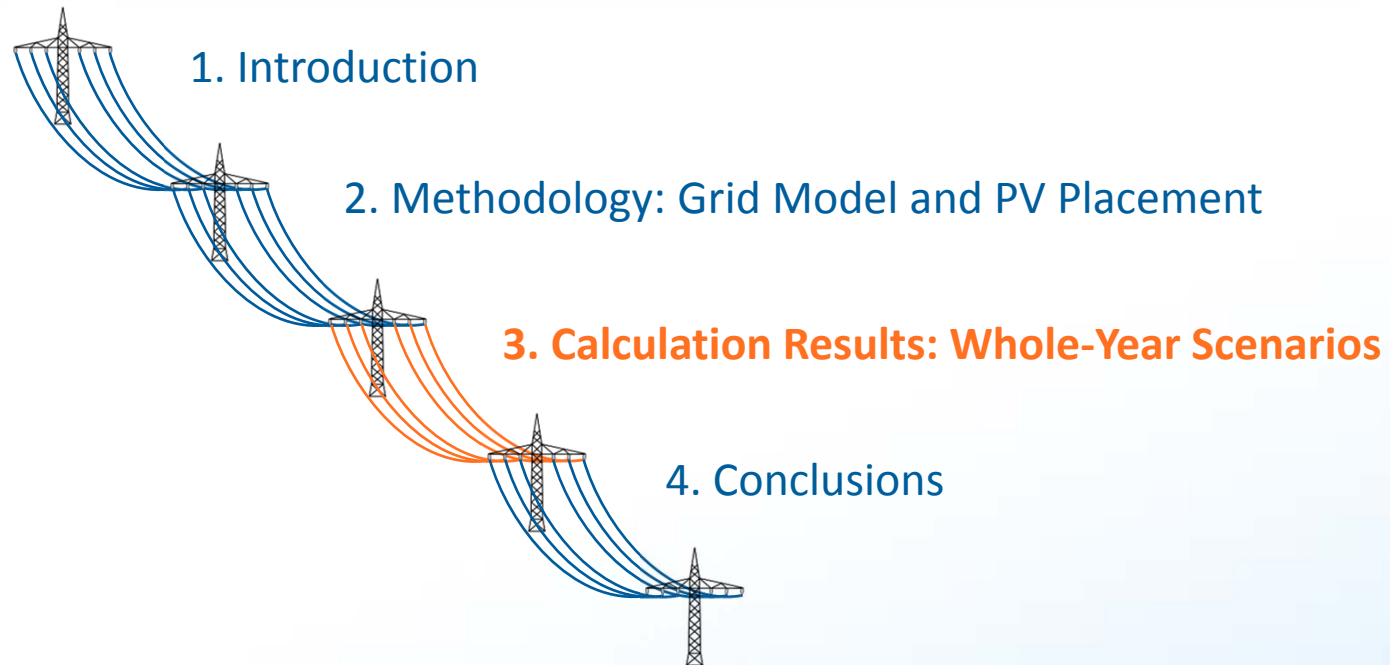 1. Introduction
2. Methodology: Grid Model and PV Placement
3. Calculation Results: Whole-Year Scenarios
4. Conclusions